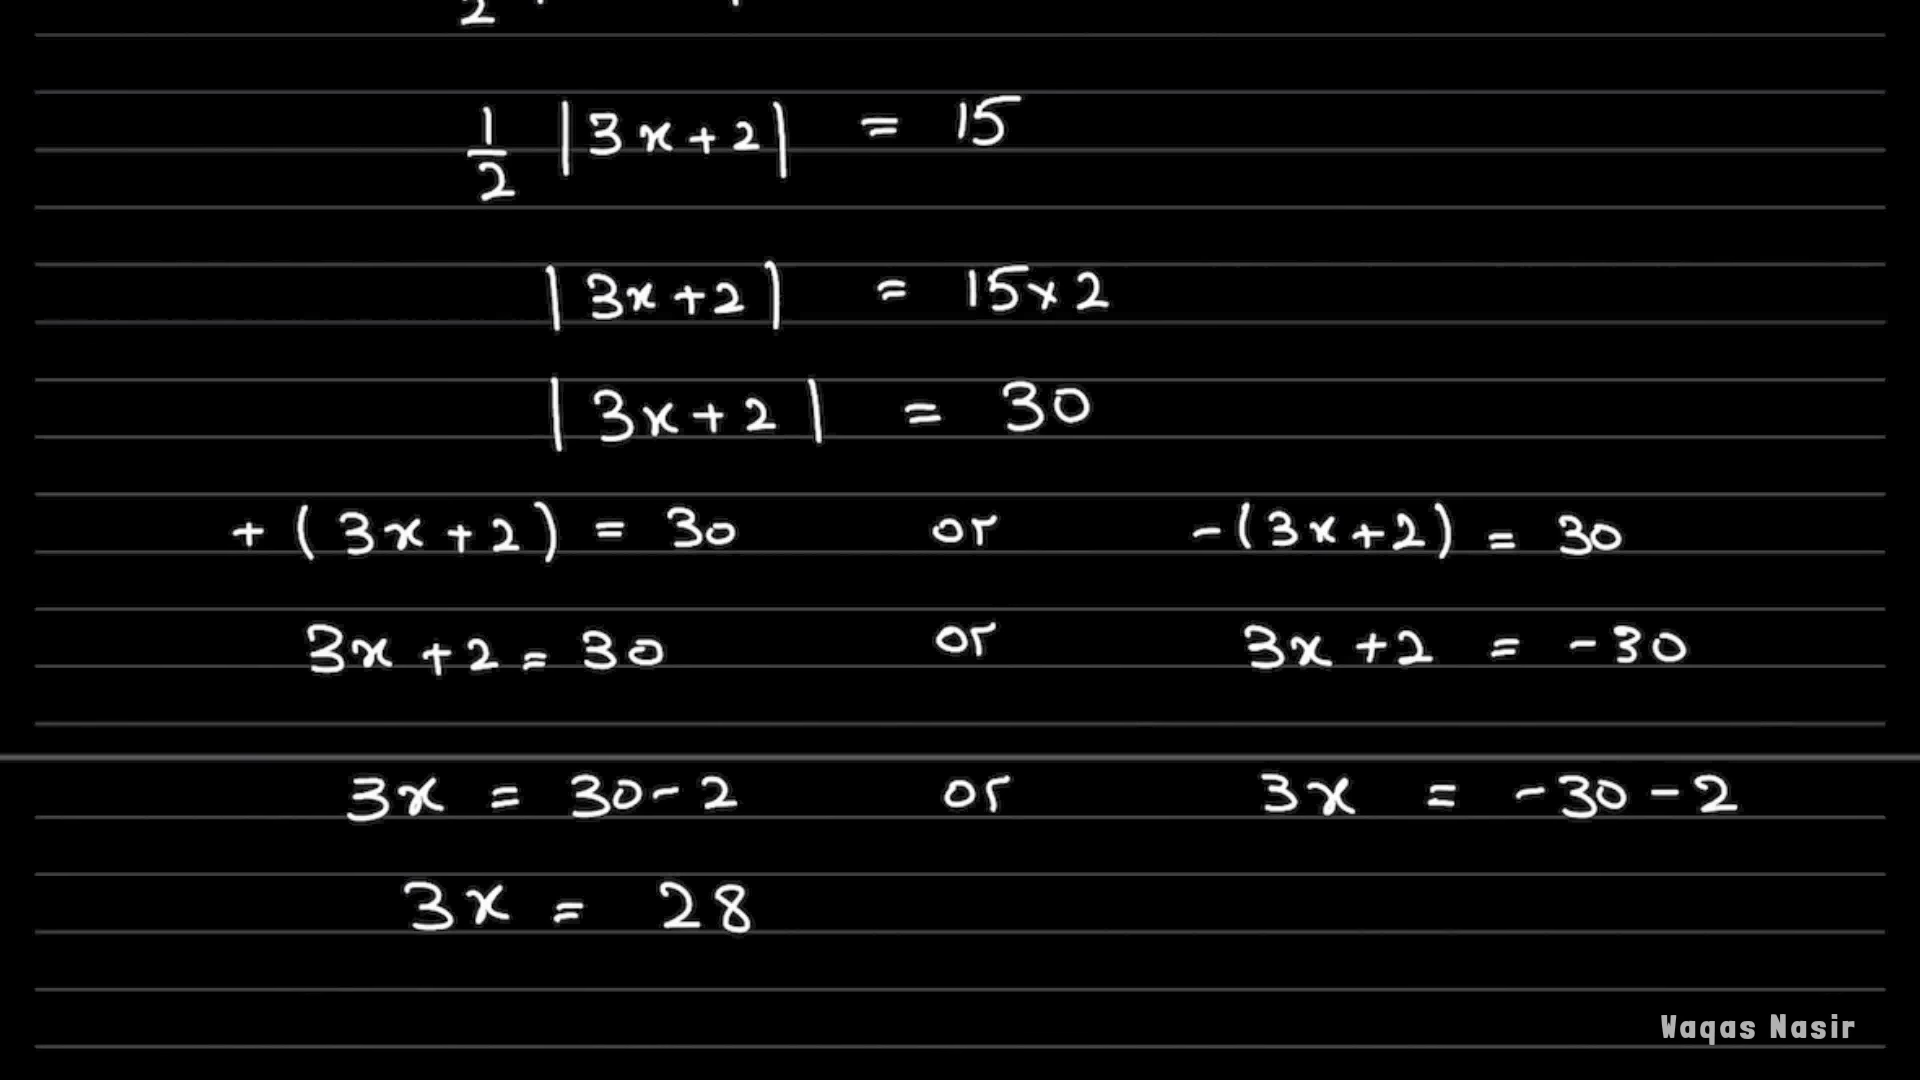 2
1/2 |3x+2| = 15
|3x+2| = 15×2
|3x+2| = 30
+(3x+2) = 30 or -(3x+2) = 30
3x+2 = 30 or 3x+2 = -30
3x = 30-2 or 3x = -30-2
3x = 28
Waqas Nasir